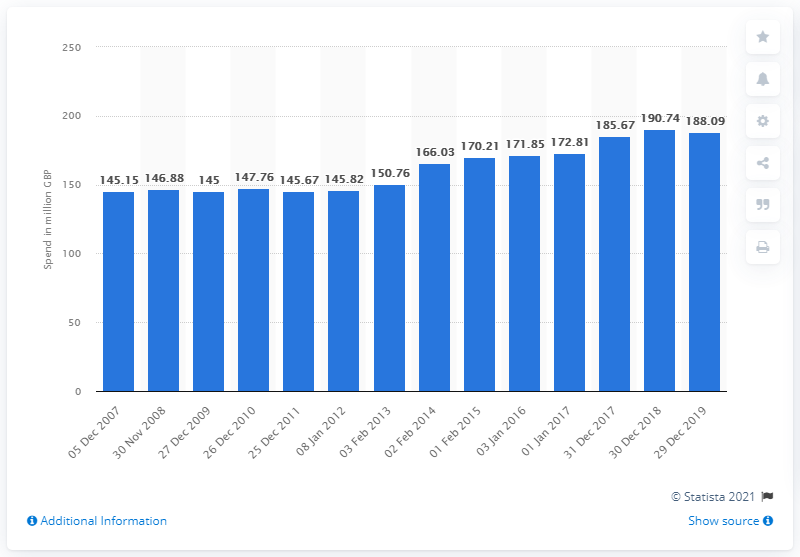 250
200
150
100
50
0
Spend in million GBP
145.15 146.88 145 147.76 145.67 145.82 150.76 166.03 170.21 171.85 172.81 185.67 190.74 188.09
05 Dec 2007
30 Nov 2008
27 Dec 2009
26 Dec 2010
25 Dec 2011
08 Jan 2012
03 Feb 2013
02 Feb 2014
01 Feb 2015
03 Jan 2016
01 Jan 2017
31 Dec 2017
30 Dec 2018
29 Dec 2019
© Statista 2021
Additional Information
Show source